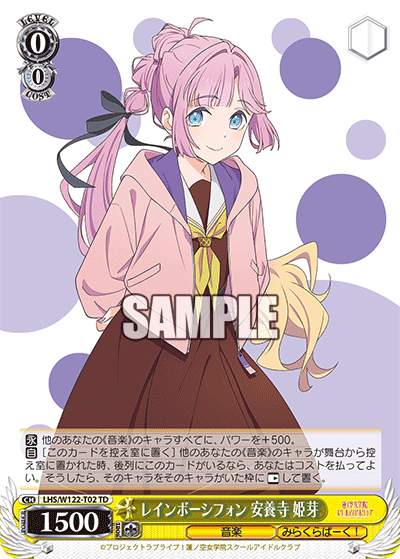 LEVEL
0
0
COST
SAMPLE
永 他のあなたの《音楽》のキャラすべてに、パワーを+500。
自 [このカードを控え室に置く] 他のあなたの《音楽》のキャラが舞台から控え室に置かれた時、後列にこのカードがいるなら、あなたはコストを払ってよい。そうしたら、そのキャラをそのキャラがいた枠に置く。
CH LHS/W122-T02 TD
POWER
1500
レインボーシフォン 安養寺 姫芽
音楽
みらくらぱーく!
©プロジェクトラブライブ!蓮ノ空女学院スクールアイドルクラブ